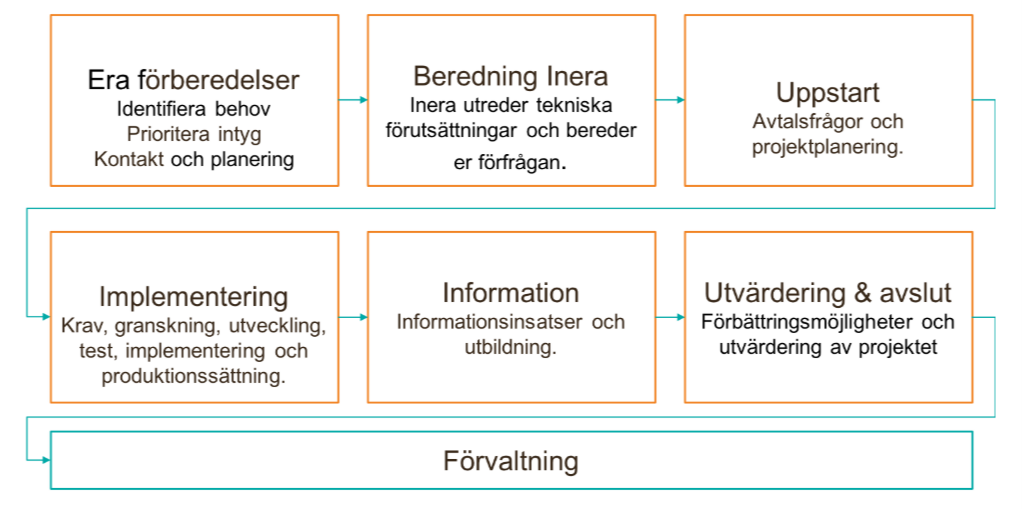 Era förberedelser
Identifiera behov
Prioritera intyg
Kontakt och planering
Beredning Inera
Inera utreder tekniska
förutsättningar och bereder
er förfrågan.
Uppstart
Avtalsfrågor och
projektplanering.
Implementering
Krav, granskning, utveckling,
test, implementering och
produktionssättning.
Information
Informationsinsatser och
utbildning.
Utvärdering & avslut
Förbättringsmöjligheter och
utvärdering av projektet
Förvaltning